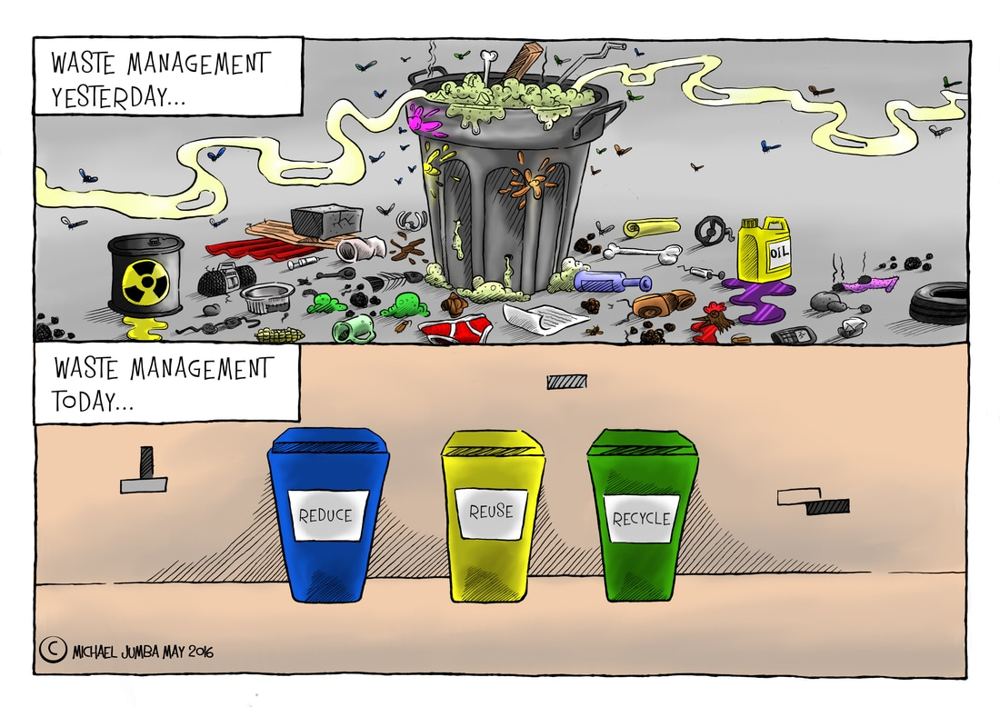 WASTE MANAGEMENT
YESTERDAY...
OIL
WASTE MANAGEMENT
TODAY...
REDUCE
REUSE
RECYCLE
© MICHAEL JUMBA MAY 2016